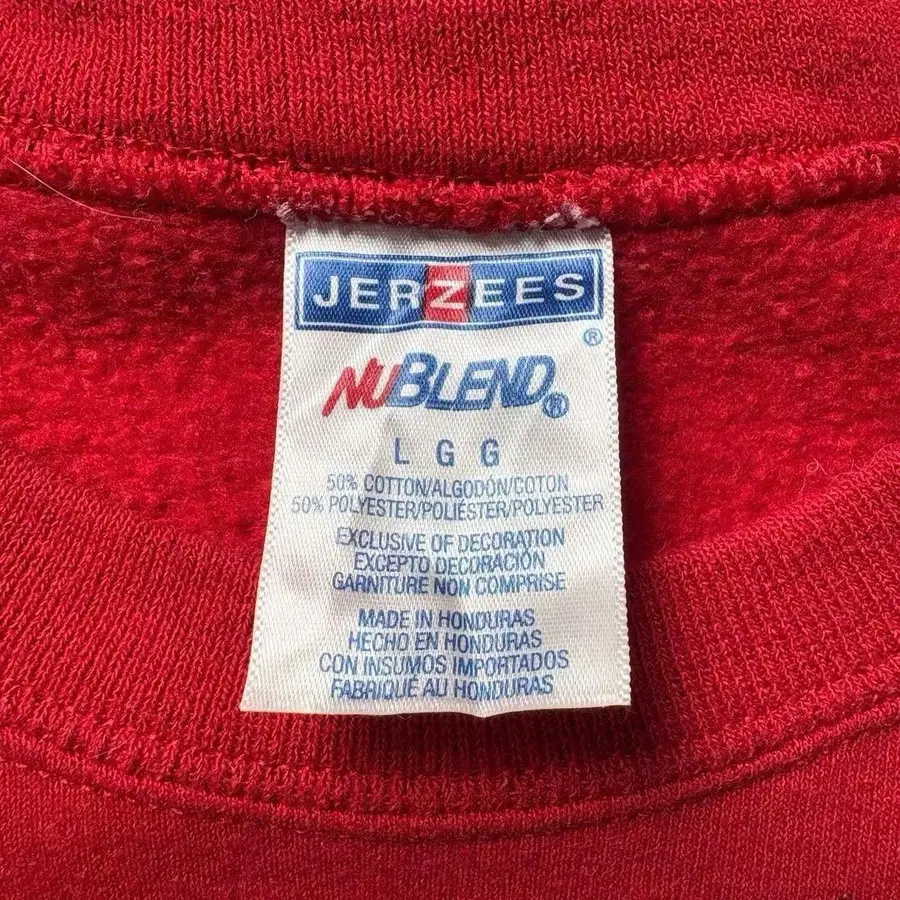 JERZEES
®
NUBLEND®
L G G
50% COTTON/ALGODÓN/COTON
50% POLYESTER/POLIÉSTER/POLYESTER
EXCLUSIVE OF DECORATION
EXCEPTO DECORACIÓN
GARNITURE NON COMPRISE
MADE IN HONDURAS
HECHO EN HONDURAS
CON INSUMOS IMPORTADOS
FABRIQUÉ AU HONDURAS